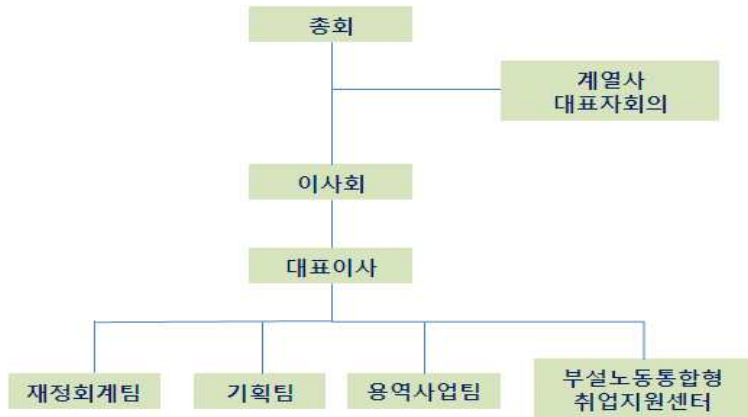 총회
계열사
대표자회의
이사회
대표이사
재정회계팀
기획팀
용역사업팀
부설노동통합형
취업지원센터